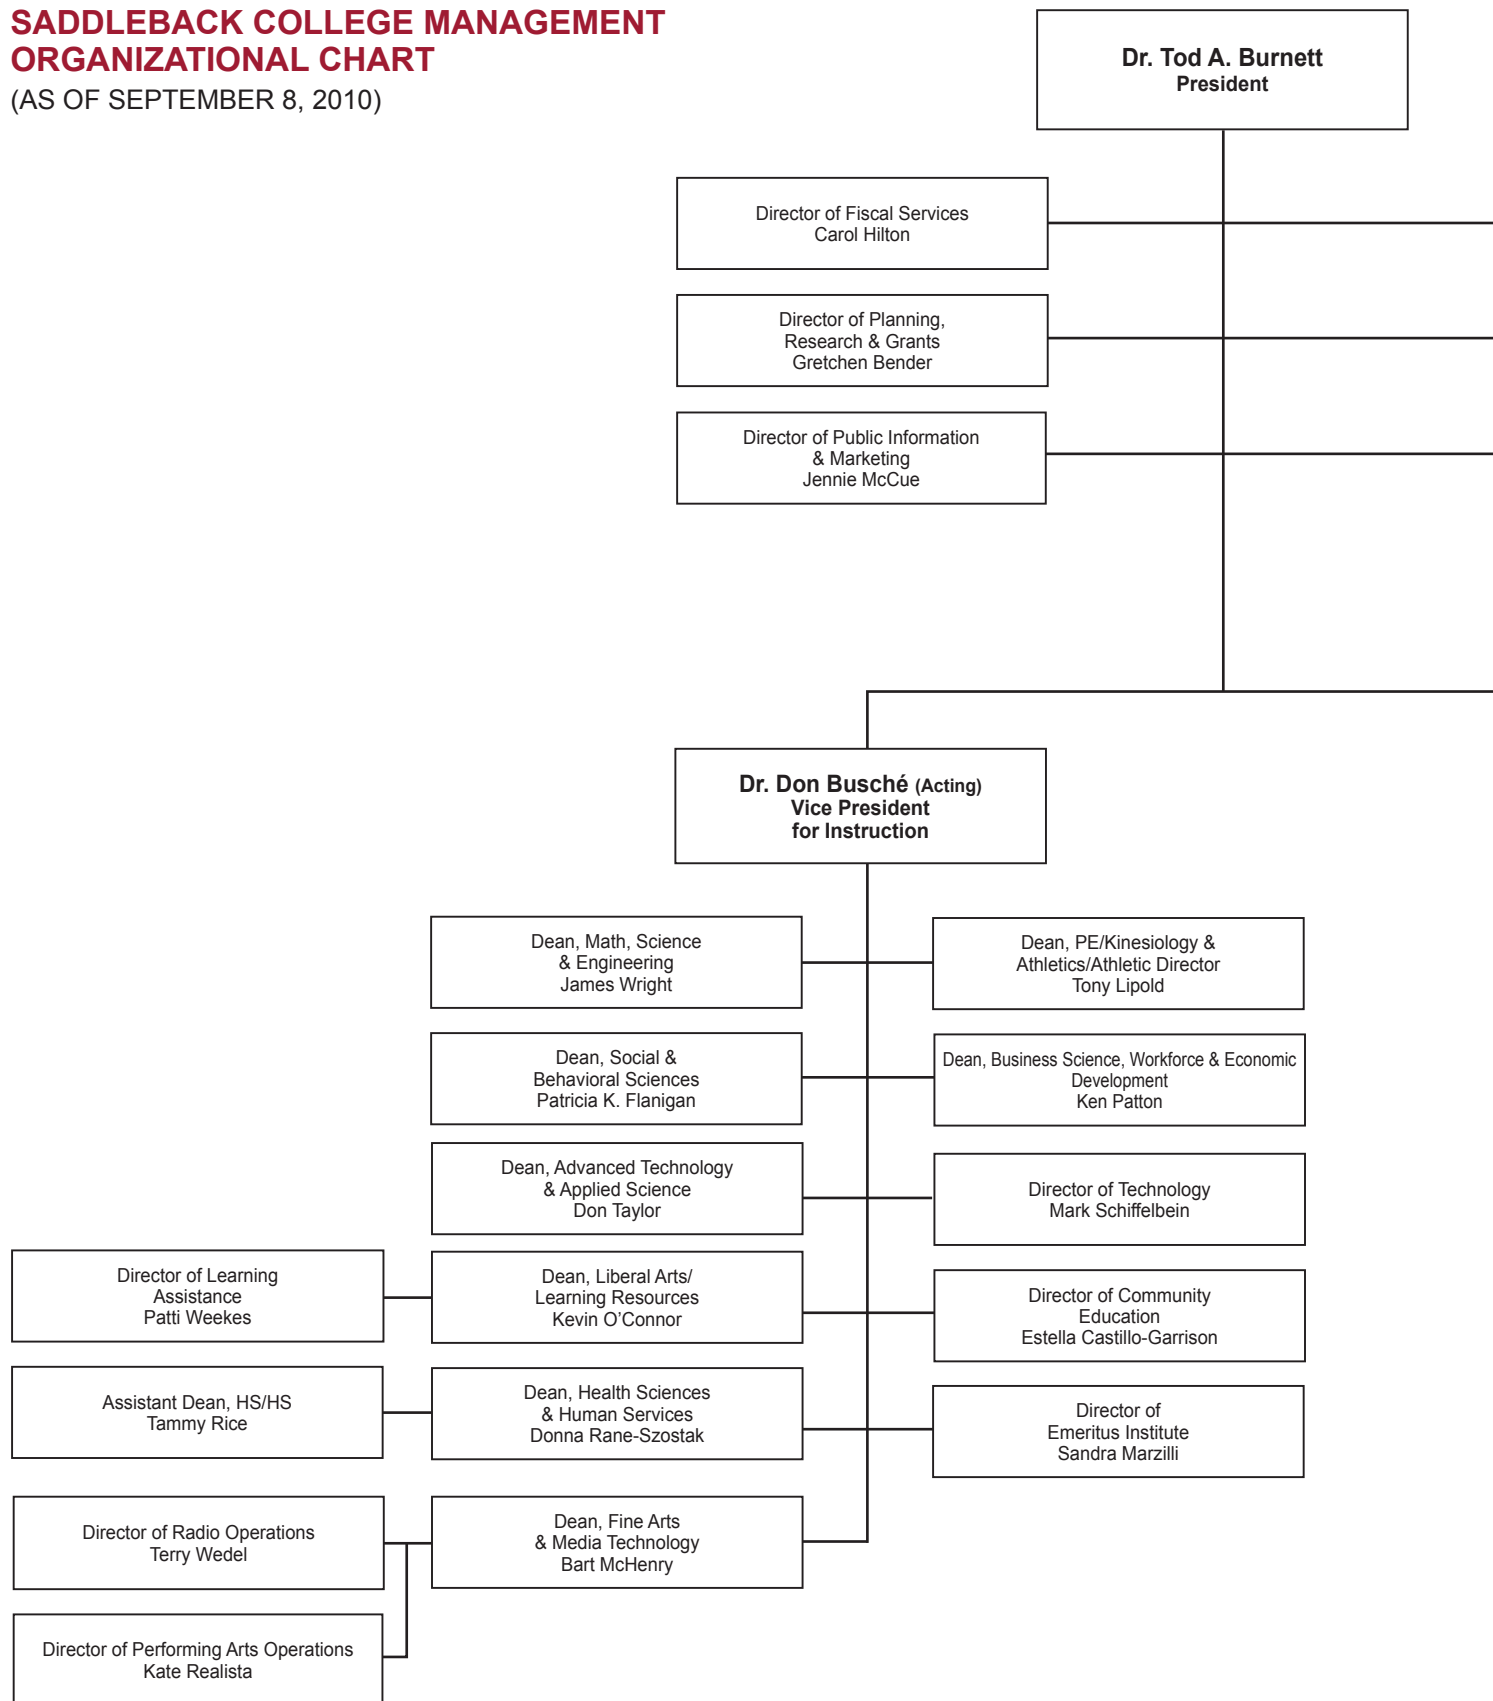 SADDLEBACK COLLEGE MANAGEMENT
ORGANIZATIONAL CHART
(AS OF SEPTEMBER 8, 2010)
Dr. Tod A. Burnett
President
Director of Fiscal Services
Carol Hilton
Director of Planning,
Research & Grants
Gretchen Bender
Director of Public Information
& Marketing
Jennie McCue
Dr. Don Busché (Acting)
Vice President
for Instruction
Dean, Math, Science
& Engineering
James Wright
Dean, PE/Kinesiology &
Athletics/Athletic Director
Tony Lipold
Dean, Social &
Behavioral Sciences
Patricia K. Flanigan
Dean, Business Science, Workforce & Economic
Development
Ken Patton
Dean, Advanced Technology
& Applied Science
Don Taylor
Director of Technology
Mark Schiffelbein
Director of Learning
Assistance
Patti Weekes
Dean, Liberal Arts/
Learning Resources
Kevin O’Connor
Director of Community
Education
Estella Castillo-Garrison
Assistant Dean, HS/HS
Tammy Rice
Dean, Health Sciences
& Human Services
Donna Rane-Szostak
Director of
Emeritus Institute
Sandra Marzilli
Director of Radio Operations
Terry Wedel
Dean, Fine Arts
& Media Technology
Bart McHenry
Director of Performing Arts Operations
Kate Realista